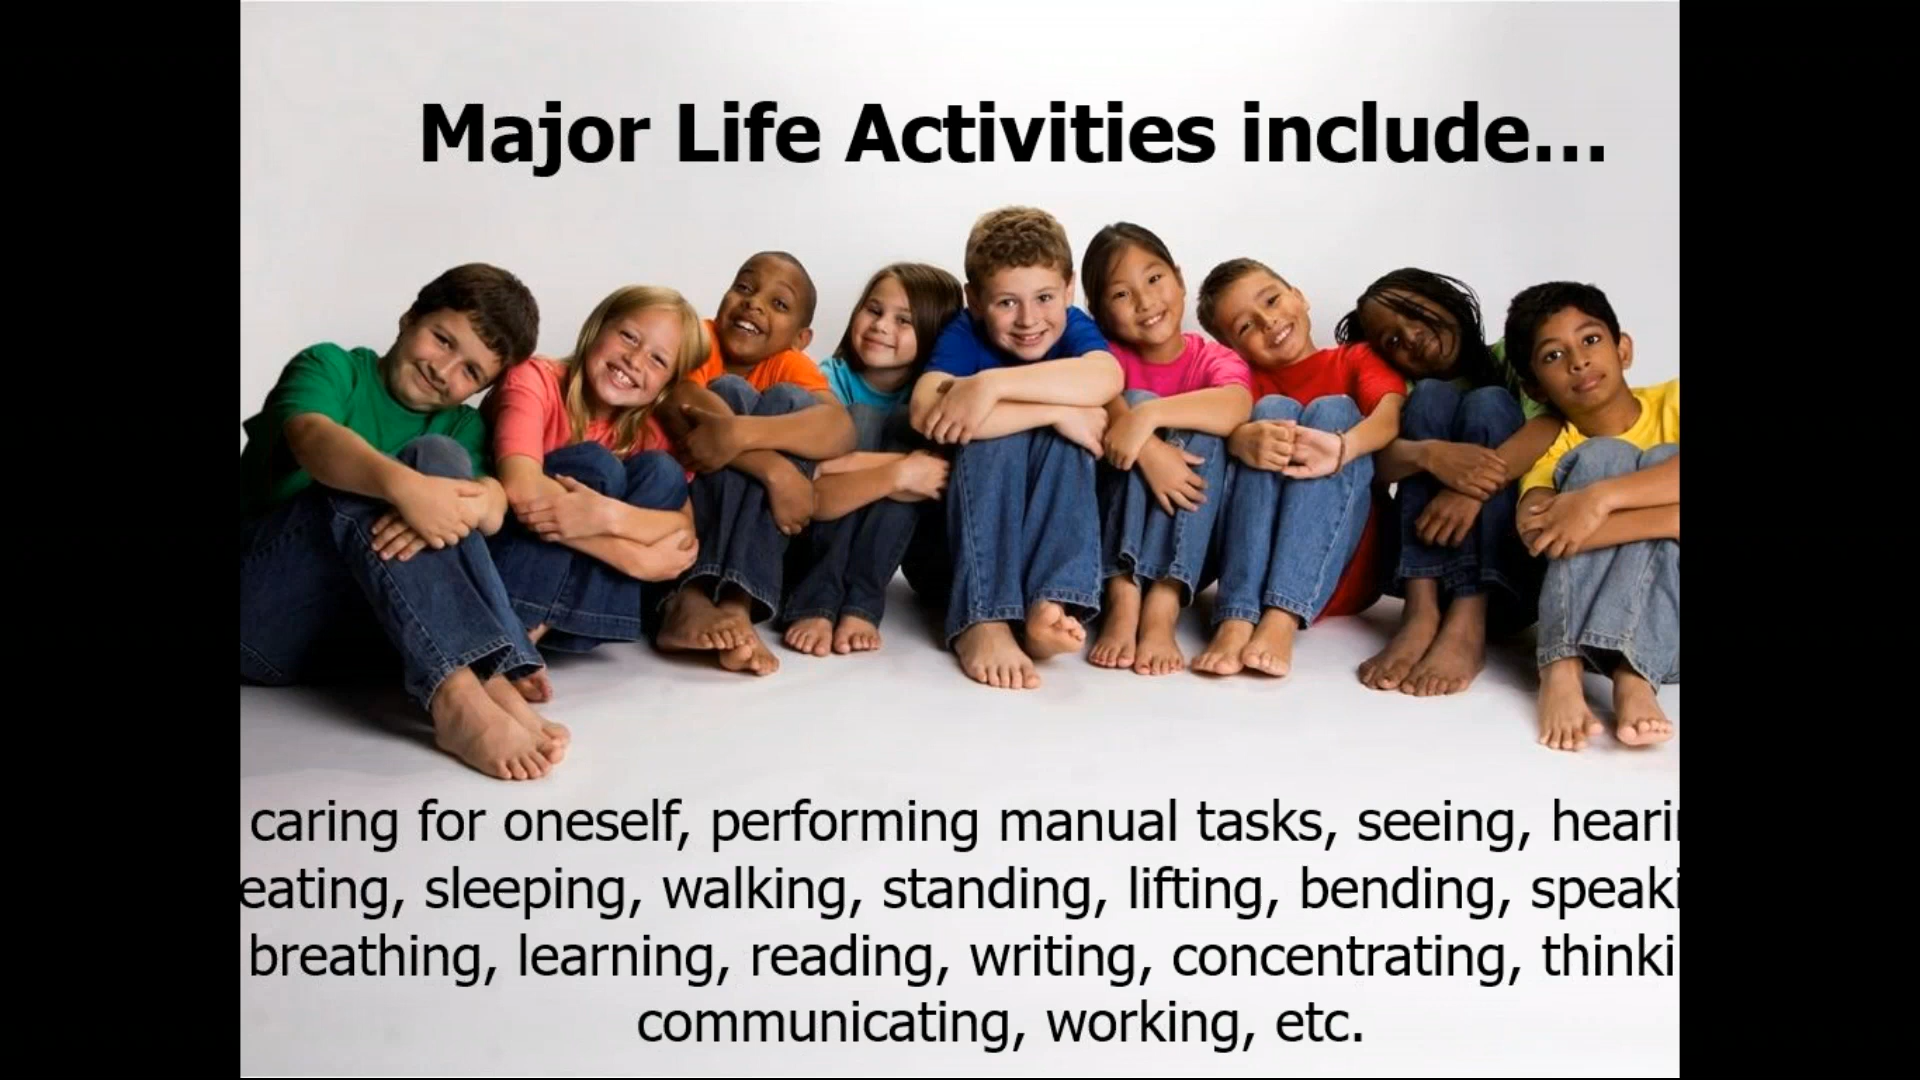 Major Life Activities include...
caring for oneself, performing manual tasks, seeing, heari
eating, sleeping, walking, standing, lifting, bending, speaki
breathing, learning, reading, writing, concentrating, thinki
communicating, working, etc.